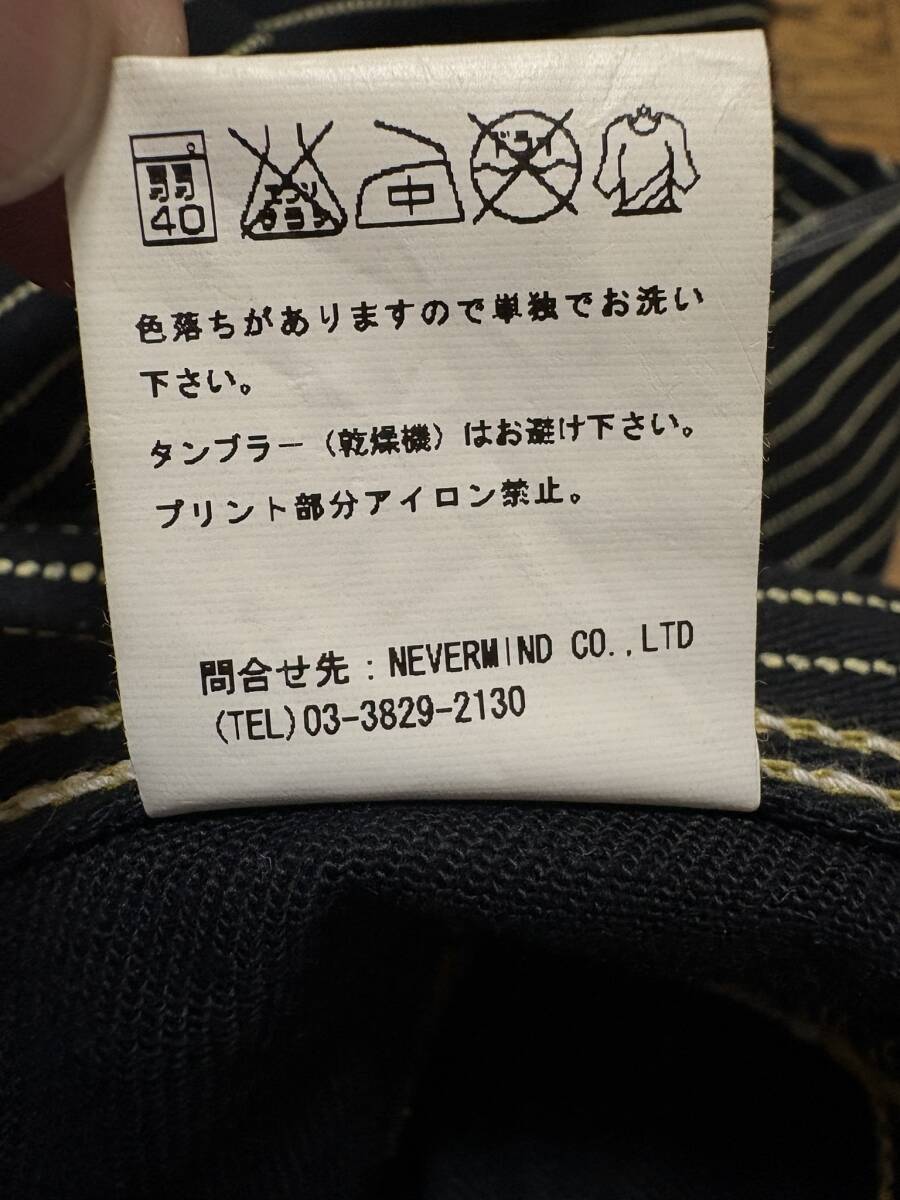 40
エンソ 中 ドライ
サラシ
色落ちがありますので単独でお洗い
下さい。
タンブラー（乾燥機）はお避け下さい。
プリント部分アイロン禁止。
問合せ先：NEVERMIND CO.,LTD
(TEL)03-3829-2130